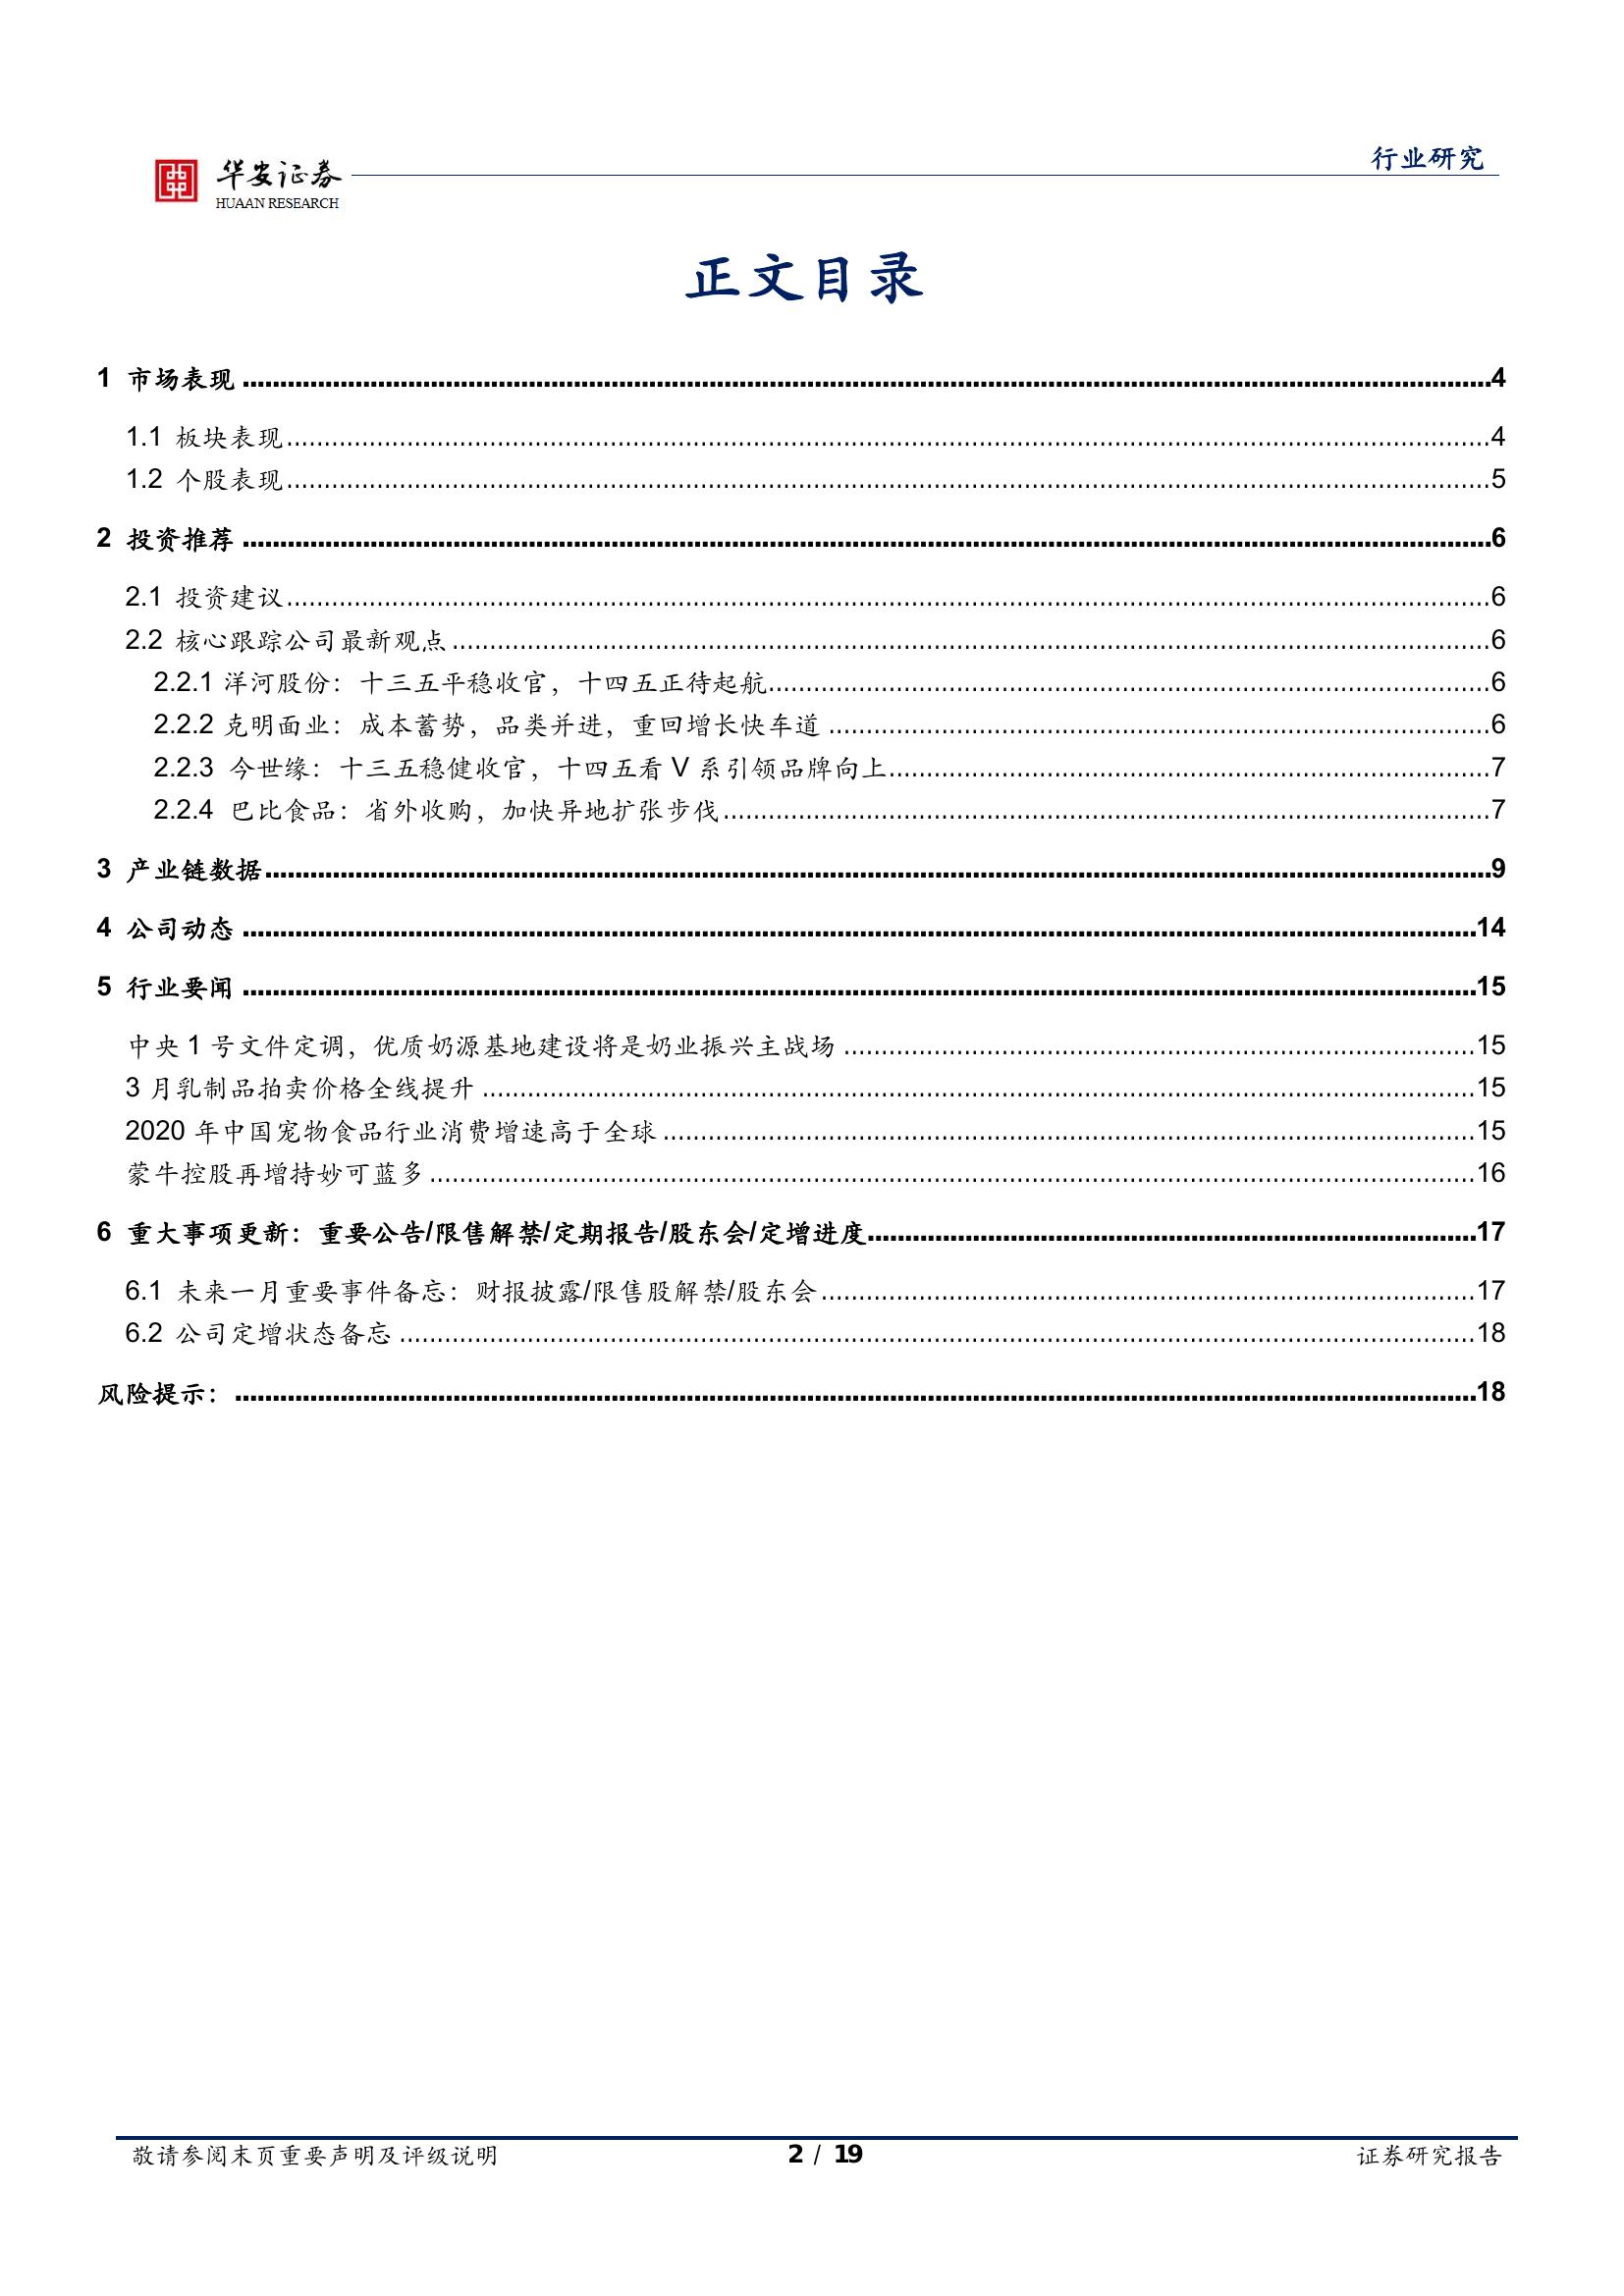 华安证券
HUAAN RESEARCH
行业研究
正文目录
1 市场表现................4
1.1 板块表现................4
1.2 个股表现................5
2 投资推荐................6
2.1 投资建议................6
2.2 核心跟踪公司最新观点................6
2.2.1 洋河股份：十三五平稳收官，十四五正待起航................6
2.2.2 克明面业：成本蓄势，品类并进，重回增长快车道................6
2.2.3 今世缘：十三五稳健收官，十四五看 V 系引领品牌向上................7
2.2.4 巴比食品：省外收购，加快异地扩张步伐................7
3 产业链数据................9
4 公司动态................14
5 行业要闻................15
中央 1 号文件定调，优质奶源基地建设将是奶业振兴主战场................15
3 月乳制品拍卖价格全线提升................15
2020 年中国宠物食品行业消费增速高于全球................15
蒙牛控股再增持妙可蓝多................16
6 重大事项更新：重要公告/限售解禁/定期报告/股东会/定增进度................17
6.1 未来一月重要事件备忘：财报披露/限售股解禁/股东会................17
6.2 公司定增状态备忘................18
风险提示：................18
敬请参阅末页重要声明及评级说明
2 / 19
证券研究报告